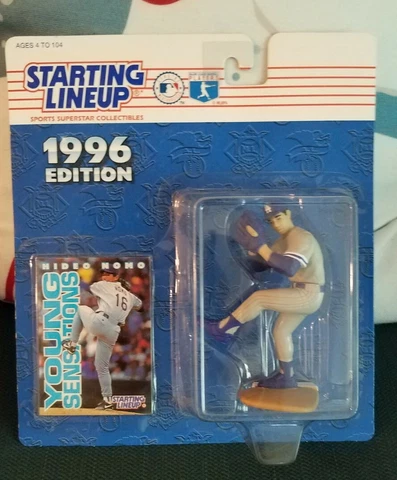 AGES 4 TO 104
STARTING
LINEUP
SPORTS SUPERSTAR COLLECTIBLES
1996
EDITION
HIDEO NOMO
YOUNG
SENSATIONS
16
STARTING
LINEUP